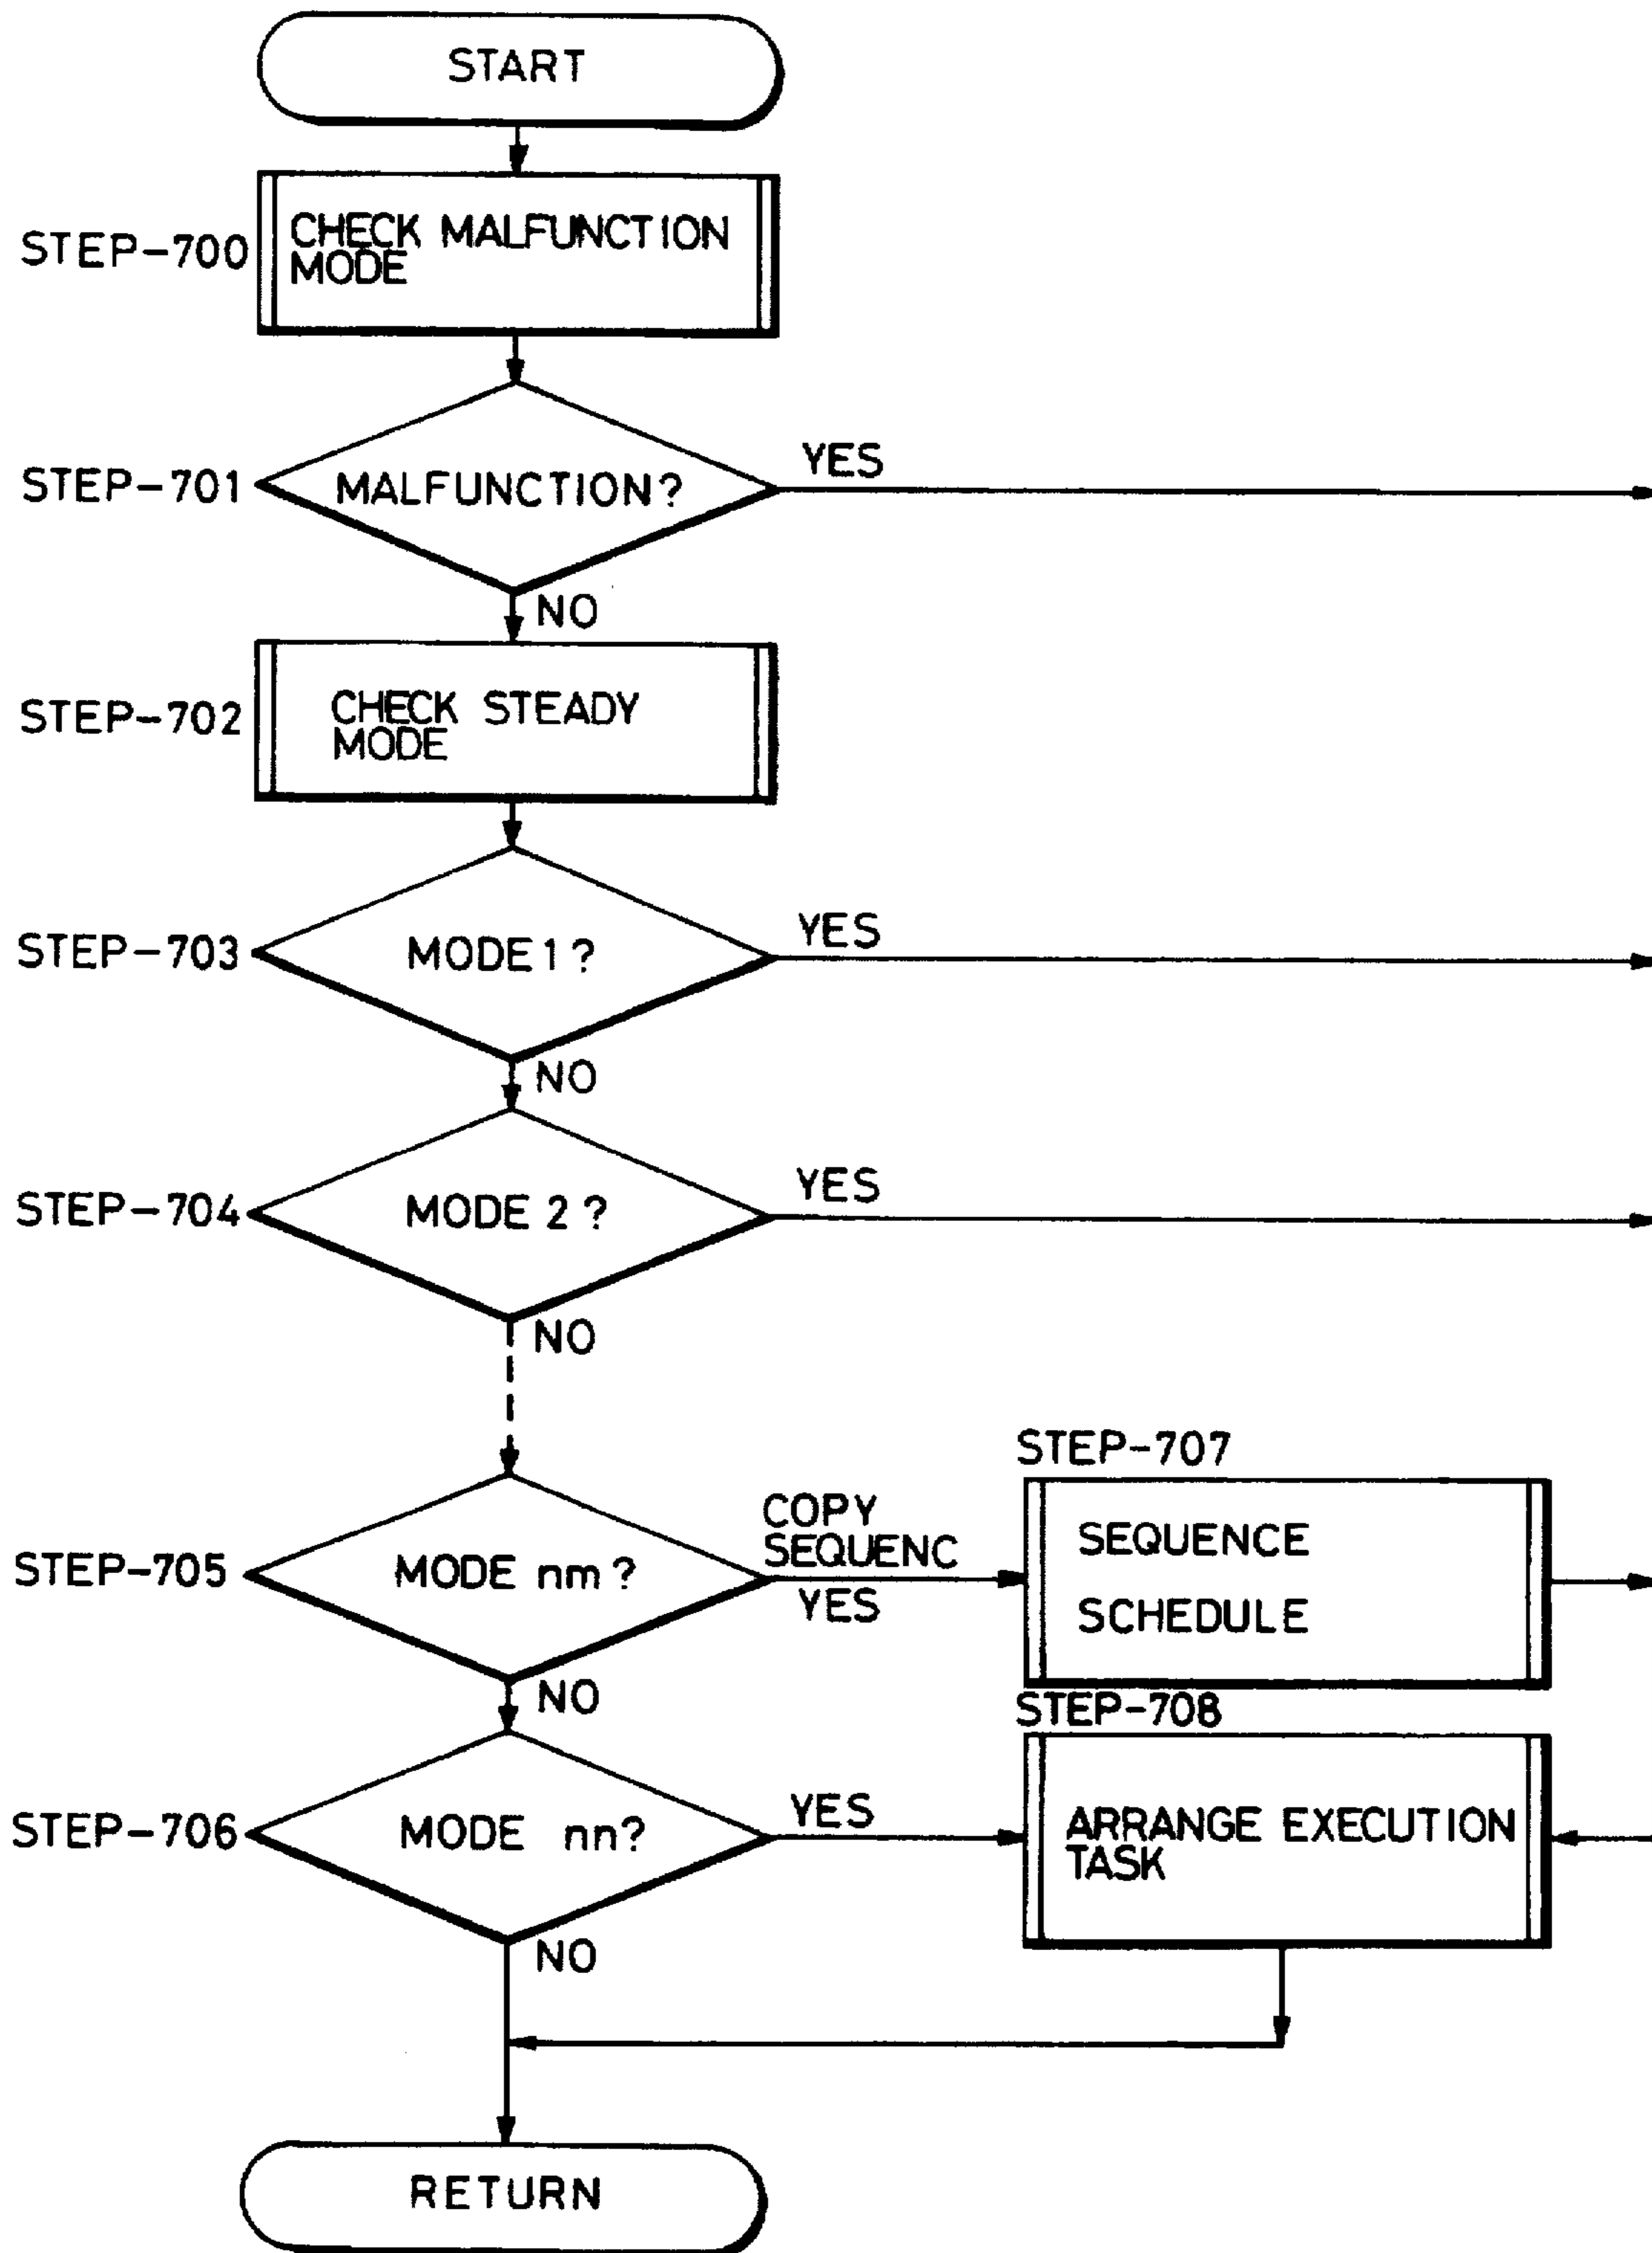 START
STEP-700
CHECK MALFUNCTION
MODE
STEP-701
MALFUNCTION?
YES
NO
STEP-702
CHECK STEADY
MODE
STEP-703
MODE 1?
YES
NO
STEP-704
MODE 2?
YES
NO
STEP-705
MODE nm?
COPY
SEQUENC
YES
NO
STEP-707
SEQUENCE
SCHEDULE
STEP-706
MODE nn?
YES
NO
STEP-708
ARRANGE EXECUTION
TASK
RETURN